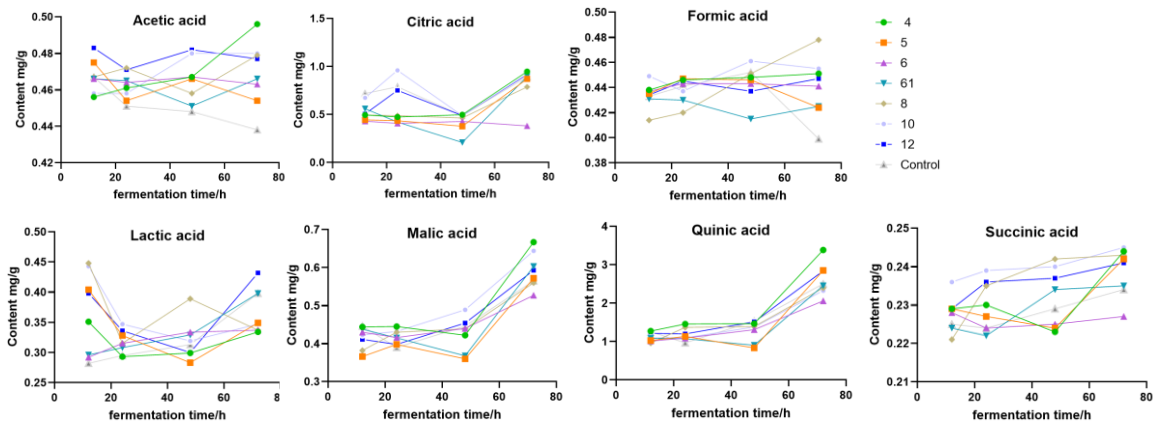 Acetic acid
Content mg/g
0.50
0.48
0.46
0.44
0.42
0 20 40 60 80
fermentation time/h
Citric acid
Content mg/g
1.5
1.0
0.5
0.0
0 20 40 60 80
fermentation time/h
Formic acid
Content mg/g
0.50
0.48
0.46
0.44
0.42
0.40
0.38
0 20 40 60 80
fermentation time/h
4
5
6
61
8
10
12
Control
Lactic acid
Content mg/g
0.50
0.45
0.40
0.35
0.30
0.25
0 20 40 60 80
fermentation time/h
Malic acid
Content mg/g
0.7
0.6
0.5
0.4
0.3
0 20 40 60 80
fermentation time/h
Quinic acid
Content mg/g
4
3
2
1
0
0 20 40 60 80
fermentation time/h
Succinic acid
Content mg/g
0.25
0.24
0.23
0.22
0.21
0 20 40 60 80
fermentation time/h